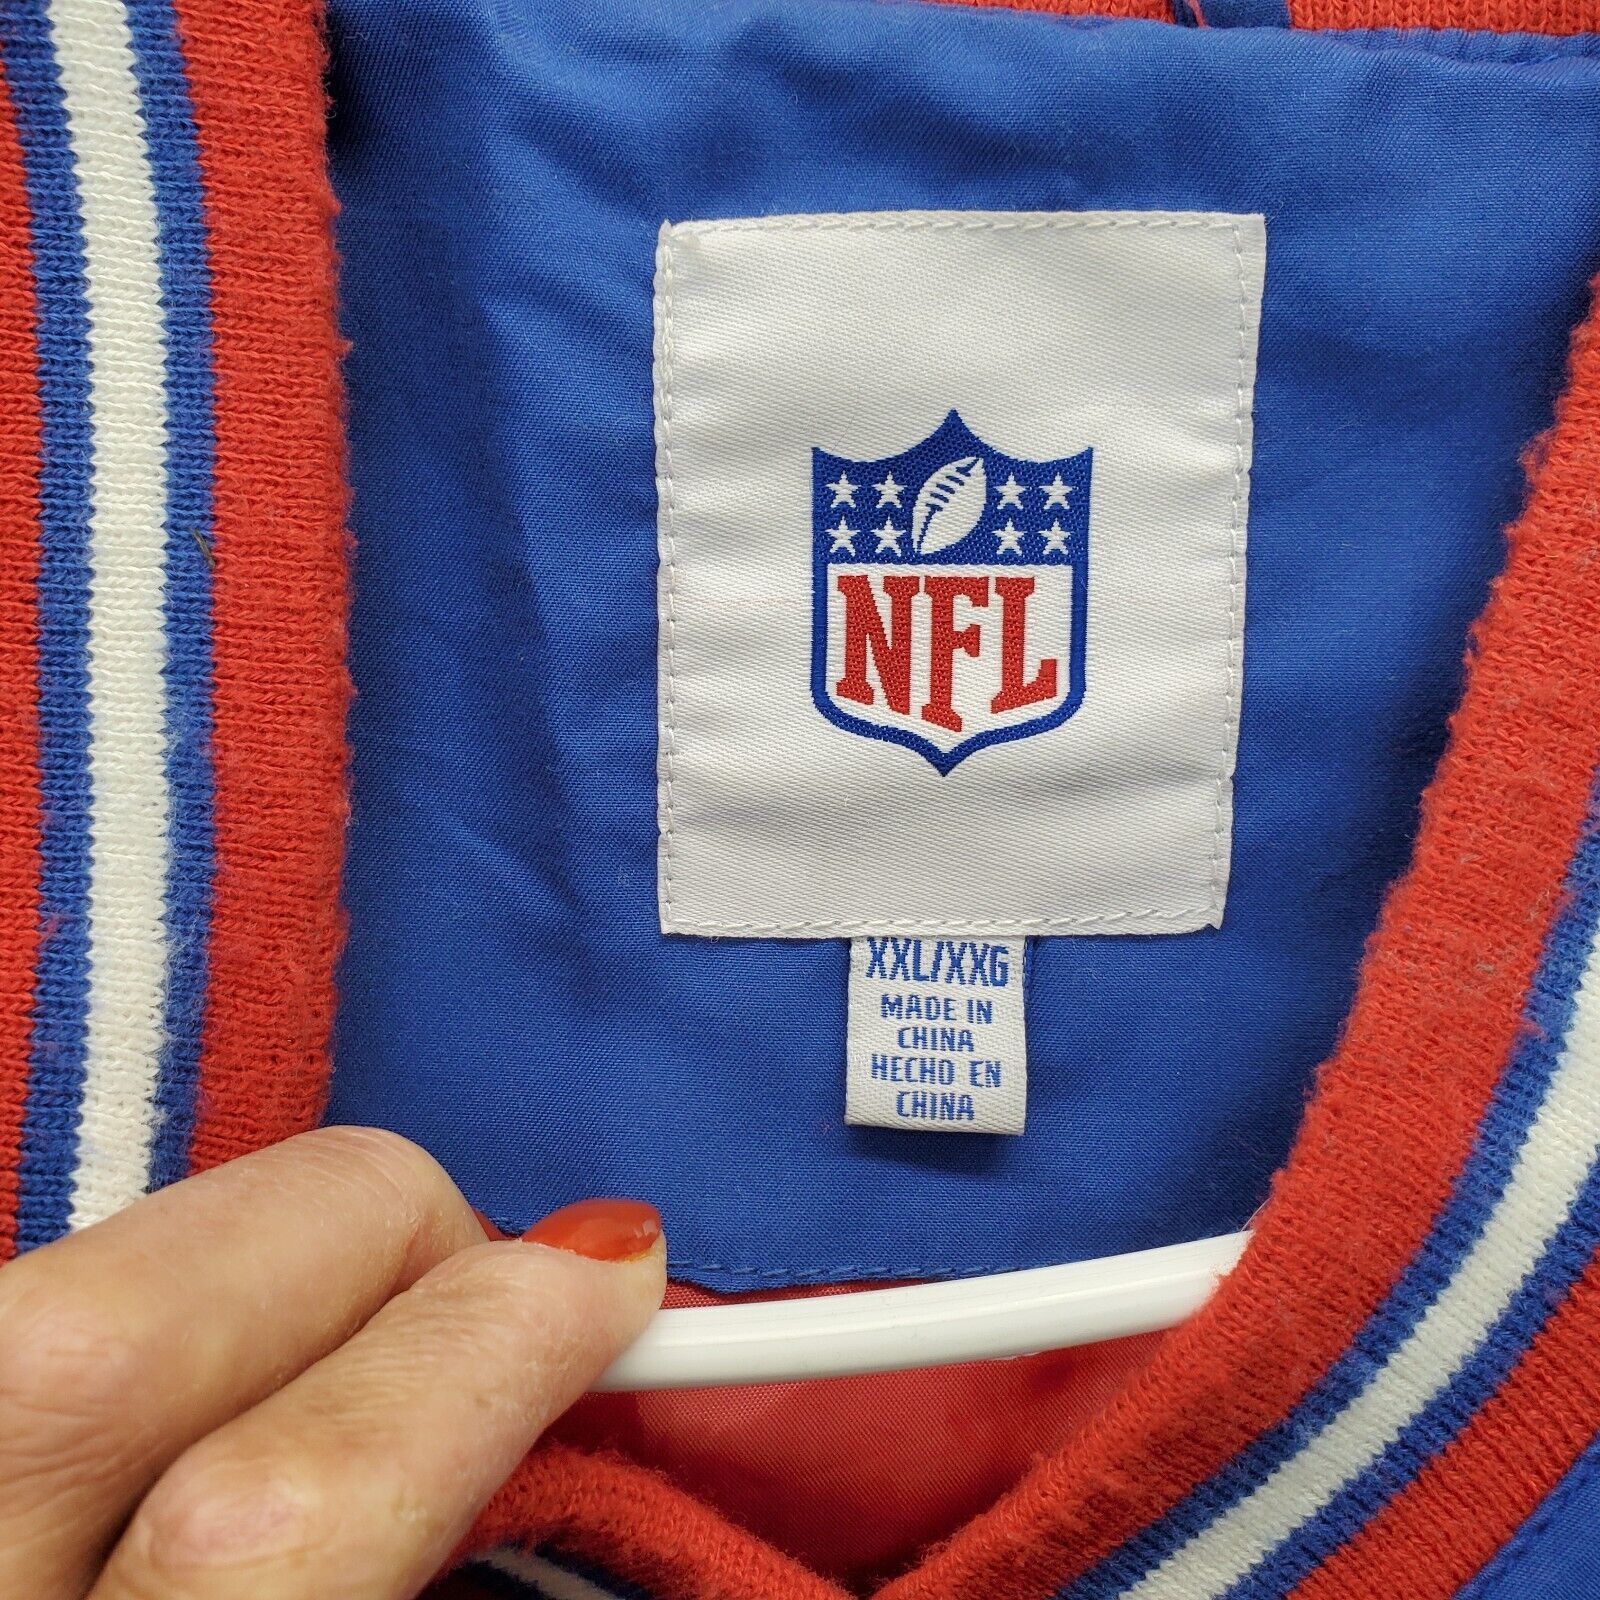 NFL
XXL/XXG
MADE IN
CHINA
HECHO EN
CHINA